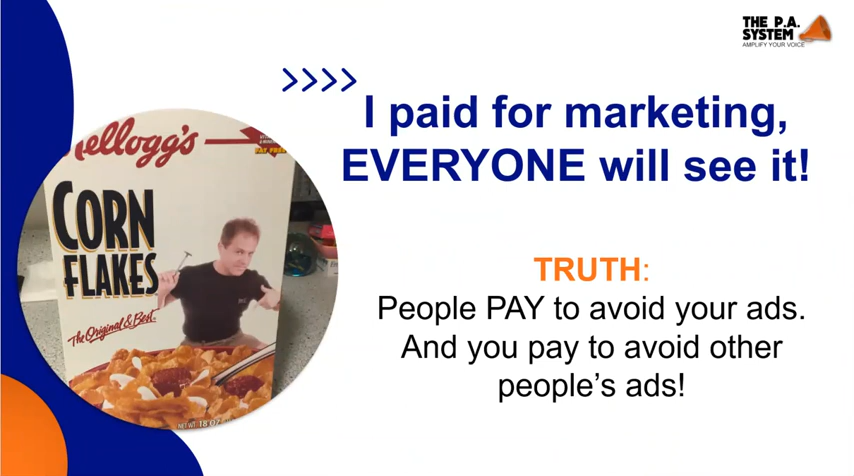 THE P.A.
SYSTEM
AMPLIFY YOUR VOICE
I paid for marketing,
EVERYONE will see it!
Kellogg's
CORN
FLAKES
The Original & Best.
NET WT 18 OZ
TRUTH:
People PAY to avoid your ads.
And you pay to avoid other
people's ads!